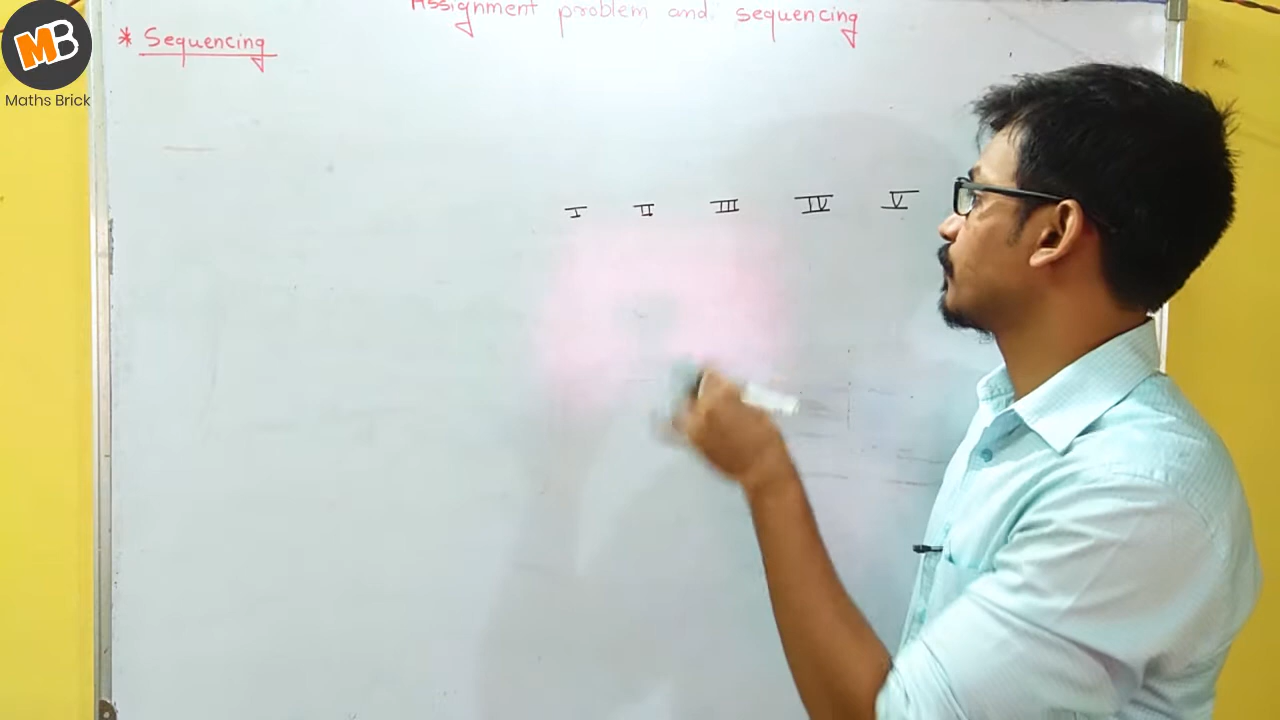 Assignment problem and sequencing
* Sequencing
MB
Maths Brick
I II III IV V